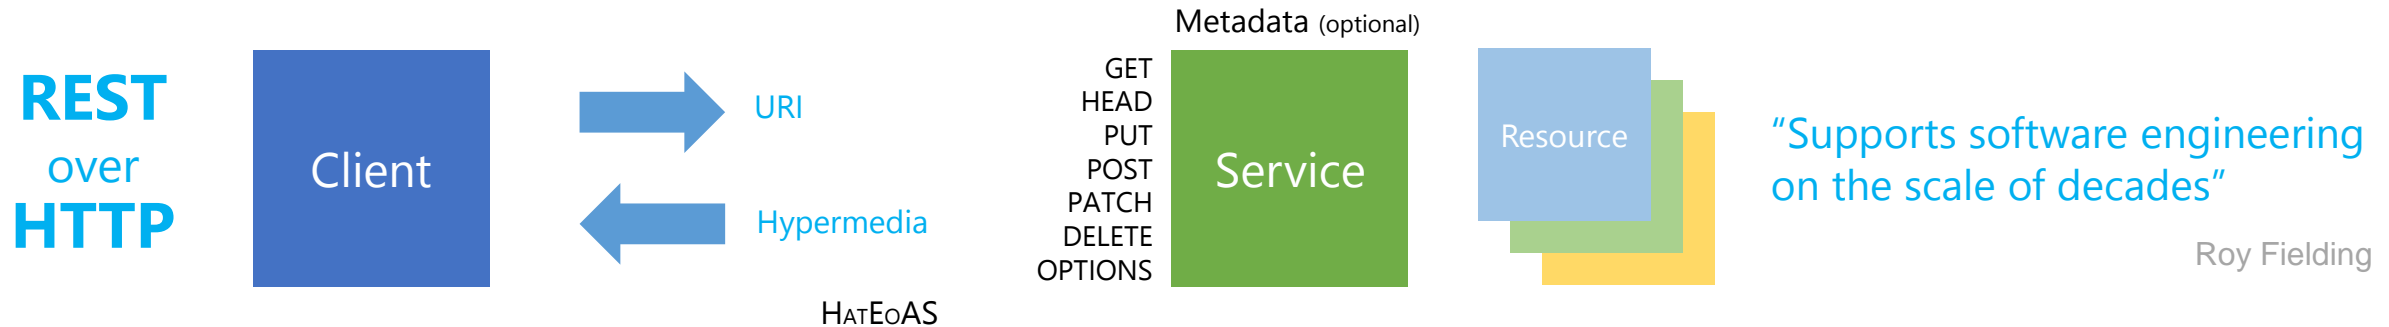 REST
over
HTTP
Client
URI
Hypermedia
HATEOAS
Metadata (optional)
GET
HEAD
PUT
POST
PATCH
DELETE
OPTIONS
Service
Resource
“Supports software engineering
on the scale of decades”
Roy Fielding